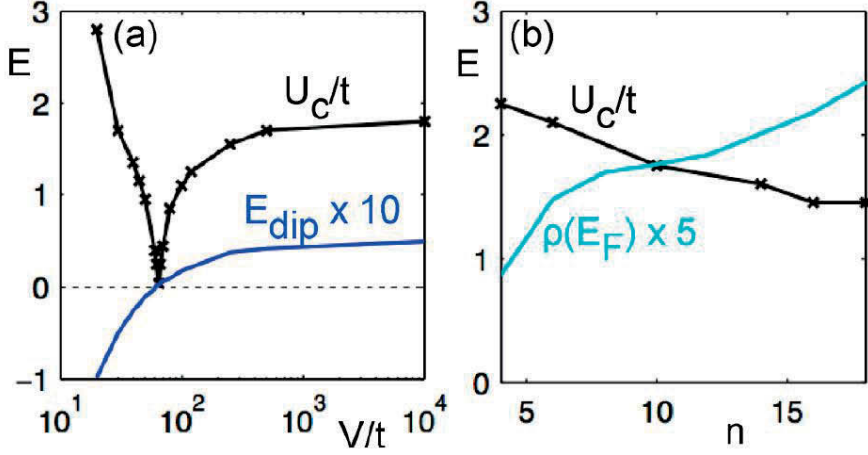 (a)
E
3
2
1
0
−1
U_c/t
E_dip x 10
10^1
10^2
10^3
10^4
V/t
(b)
E
3
2
1
0
U_c/t
ρ(E_F) x 5
5
10
15
n